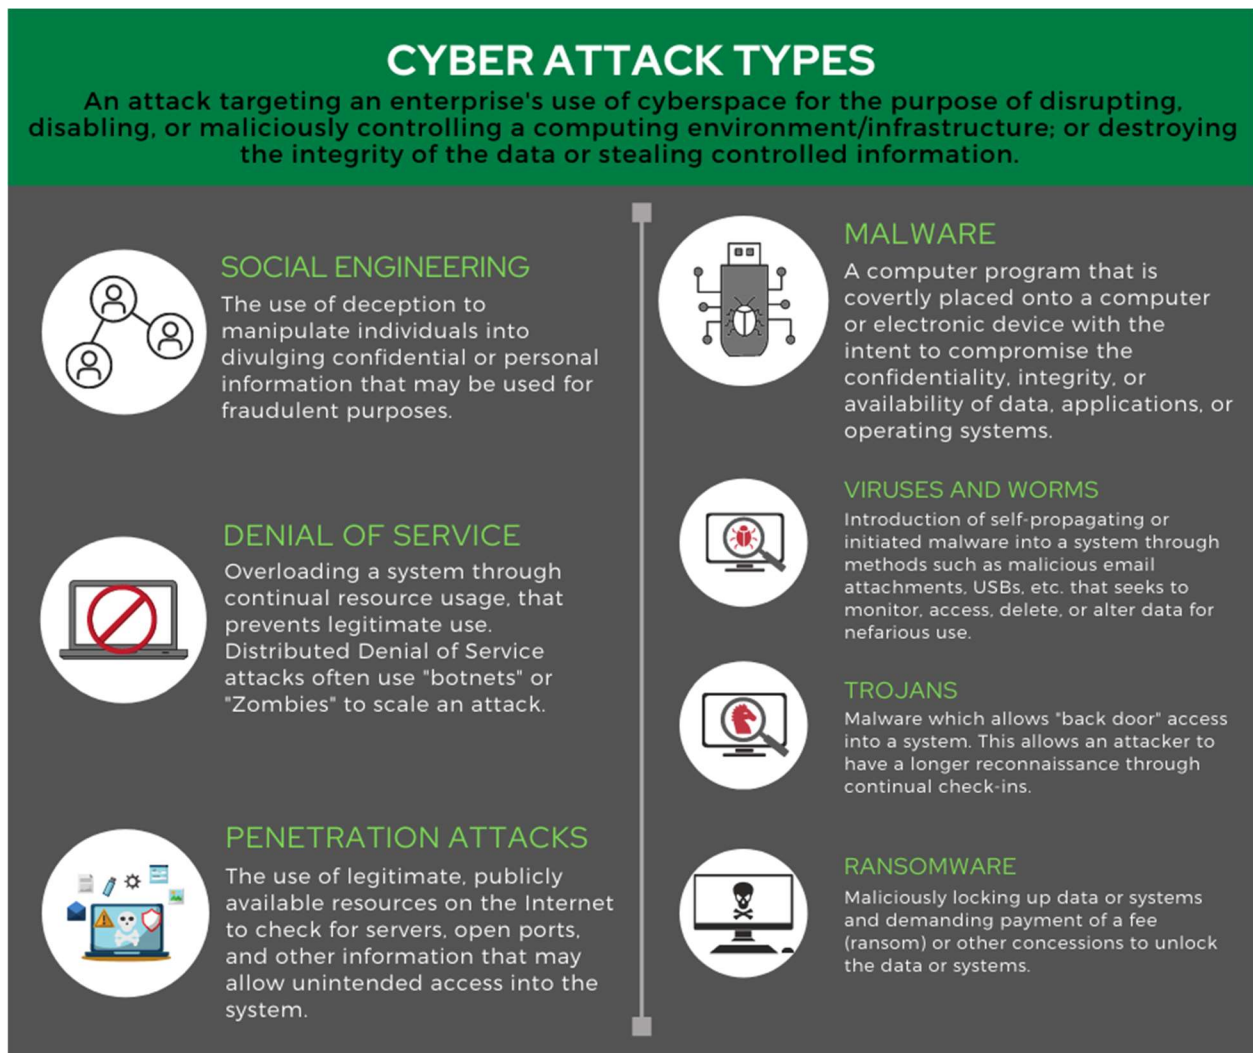 CYBER ATTACK TYPES
An attack targeting an enterprise's use of cyberspace for the purpose of disrupting,
disabling, or maliciously controlling a computing environment/infrastructure; or destroying
the integrity of the data or stealing controlled information.
SOCIAL ENGINEERING
The use of deception to
manipulate individuals into
divulging confidential or personal
information that may be used for
fraudulent purposes.
DENIAL OF SERVICE
Overloading a system through
continual resource usage, that
prevents legitimate use.
Distributed Denial of Service
attacks often use "botnets" or
"Zombies" to scale an attack.
PENETRATION ATTACKS
The use of legitimate, publicly
available resources on the Internet
to check for servers, open ports,
and other information that may
allow unintended access into the
system.
MALWARE
A computer program that is
covertly placed onto a computer
or electronic device with the
intent to compromise the
confidentiality, integrity, or
availability of data, applications, or
operating systems.
VIRUSES AND WORMS
Introduction of self-propagating or
initiated malware into a system through
methods such as malicious email
attachments, USBs, etc. that seeks to
monitor, access, delete, or alter data for
nefarious use.
TROJANS
Malware which allows "back door" access
into a system. This allows an attacker to
have a longer reconnaissance through
continual check-ins.
RANSOMWARE
Maliciously locking up data or systems
and demanding payment of a fee
(ransom) or other concessions to unlock
the data or systems.